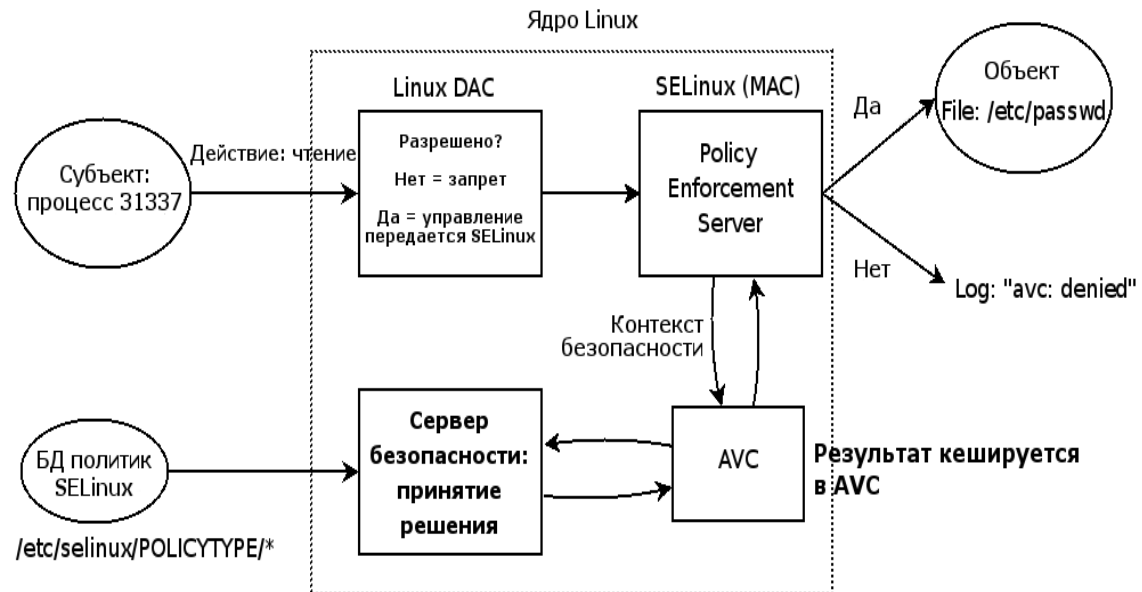 Ядро Linux
Linux DAC
SELinux (MAC)
Объект
File: /etc/passwd
Да
Действие: чтение
Субъект:
процесс 31337
Разрешено?
Нет = запрет
Да = управление
передается SELinux
Policy
Enforcement
Server
Нет
Log: "avc: denied"
Контекст
безопасности
БД политик
SELinux
/etc/selinux/POLICYTYPE/*
Сервер
безопасности:
принятие
решения
AVC
Результат кешируется
в AVC